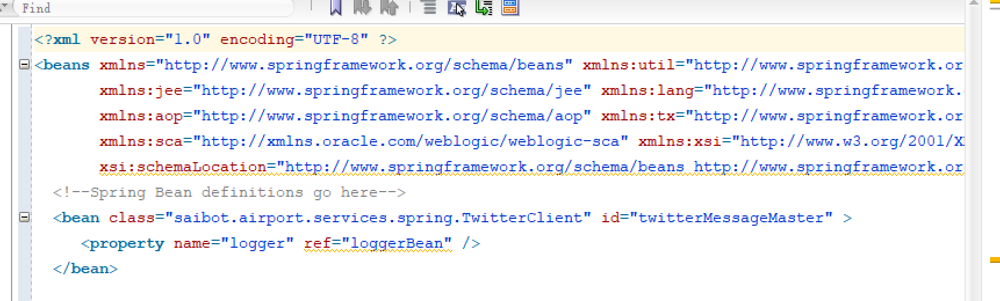 Find
<?xml version="1.0" encoding="UTF-8" ?>
<beans xmlns="http://www.springframework.org/schema/beans" xmlns:util="http://www.springframework.or
xmlns:jee="http://www.springframework.org/schema/jee" xmlns:lang="http://www.springframework.
xmlns:aop="http://www.springframework.org/schema/aop" xmlns:tx="http://www.springframework.or
xmlns:sca="http://xmlns.oracle.com/weblogic/weblogic-sca" xmlns:xsi="http://www.w3.org/2001/X
xsi:schemaLocation="http://www.springframework.org/schema/beans http://www.springframework.or
<!--Spring Bean definitions go here-->
<bean class="saibot.airport.services.spring.TwitterClient" id="twitterMessageMaster" >
<property name="logger" ref="loggerBean" />
</bean>